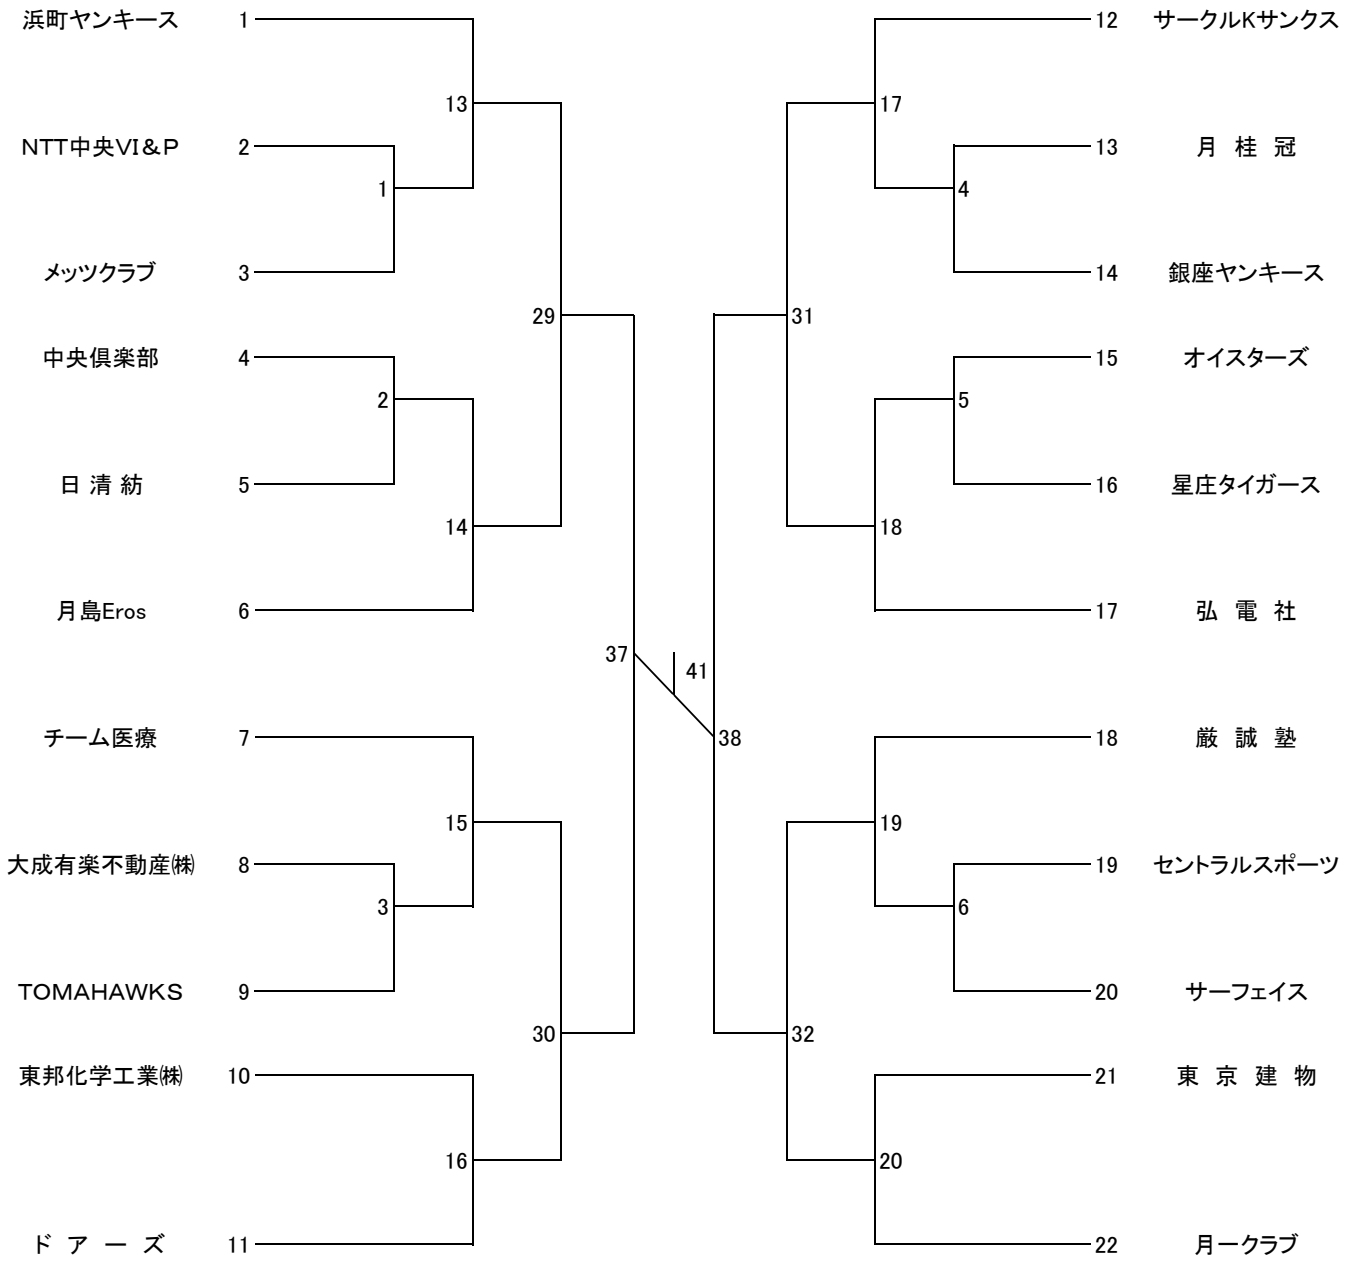 浜町ヤンキース 1
12 サークルKサンクス
13
17
NTT中央VI&P 2
13 月 桂 冠
1
4
メッツクラブ 3
14 銀座ヤンキース
29
31
中央倶楽部 4
15 オイスターズ
2
5
日 清 紡 5
16 星庄タイガース
14
18
月島Eros 6
17 弘 電 社
37
41
チーム医療 7
38
18 厳 誠 塾
15
19
大成有楽不動産㈱ 8
19 セントラルスポーツ
3
6
TOMAHAWKS 9
20 サーフェイス
30
32
東邦化学工業㈱ 10
21 東 京 建 物
16
20
ド ア ー ズ 11
22 月一クラブ